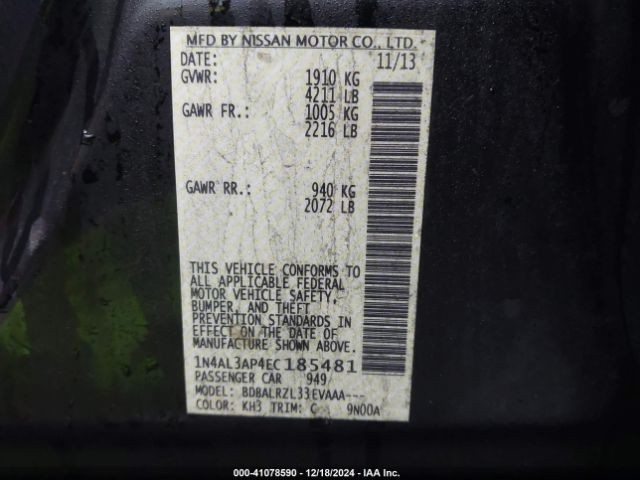 MFD BY NISSAN MOTOR CO., LTD.
DATE: 11/13
GVWR: 1910 KG
4211 LB
GAWR FR.: 1005 KG
2216 LB
GAWR RR.: 940 KG
2072 LB
THIS VEHICLE CONFORMS TO
ALL APPLICABLE FEDERAL
MOTOR VEHICLE SAFETY,
BUMPER, AND THEFT
PREVENTION STANDARDS IN
EFFECT ON THE DATE OF
MANUFACTURE SHOWN ABOVE.
1N4AL3AP4EC185481
PASSENGER CAR 949
MODEL: BDBALRZL33EVAAA---
COLOR: KH3 TRIM: C 9N00A
000-41078590 - 12/18/2024 - IAA Inc.